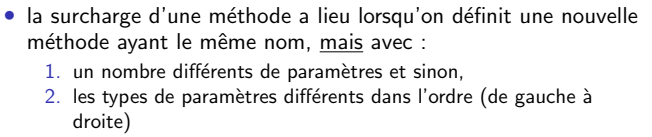 • la surcharge d'une méthode a lieu lorsqu'on définit une nouvelle
méthode ayant le même nom, mais avec :
1. un nombre différents de paramètres et sinon,
2. les types de paramètres différents dans l'ordre (de gauche à
droite)